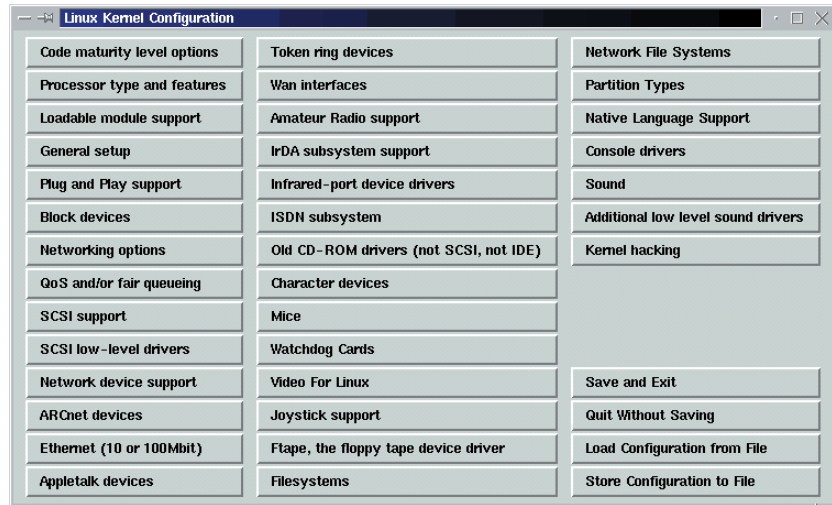 Linux Kernel Configuration
Code maturity level options
Processor type and features
Loadable module support
General setup
Plug and Play support
Block devices
Networking options
QoS and/or fair queueing
SCSI support
SCSI low-level drivers
Network device support
ARCnet devices
Ethernet (10 or 100Mbit)
Appletalk devices
Token ring devices
Wan interfaces
Amateur Radio support
IrDA subsystem support
Infrared-port device drivers
ISDN subsystem
Old CD-ROM drivers (not SCSI, not IDE)
Character devices
Mice
Watchdog Cards
Video For Linux
Joystick support
Ftape, the floppy tape device driver
Filesystems
Network File Systems
Partition Types
Native Language Support
Console drivers
Sound
Additional low level sound drivers
Kernel hacking
Save and Exit
Quit Without Saving
Load Configuration from File
Store Configuration to File